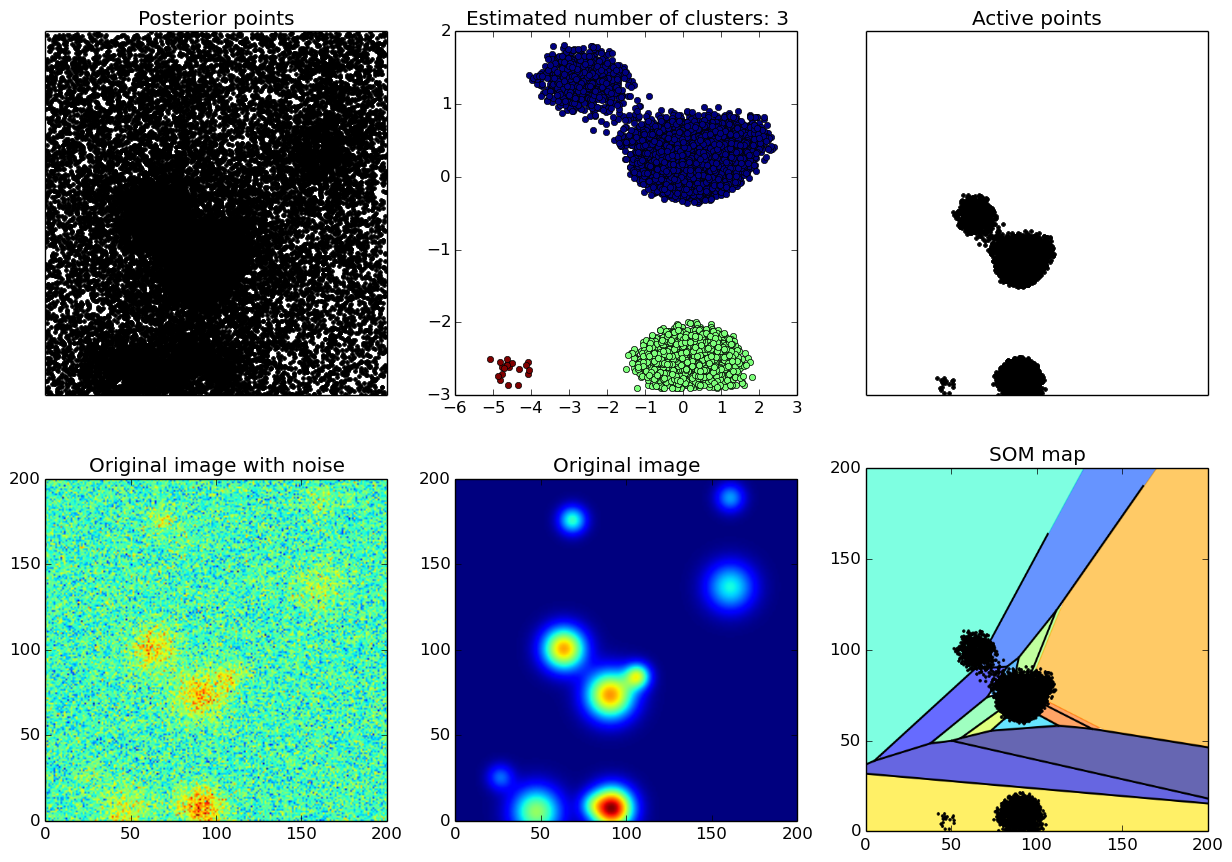 Posterior points
Estimated number of clusters: 3
Active points
2
1
0
−1
−2
−3
−6 −5 −4 −3 −2 −1 0 1 2 3
Original image with noise
Original image
SOM map
200
150
100
50
0
0 50 100 150 200
200
150
100
50
0
0 50 100 150 200
200
150
100
50
0
0 50 100 150 200